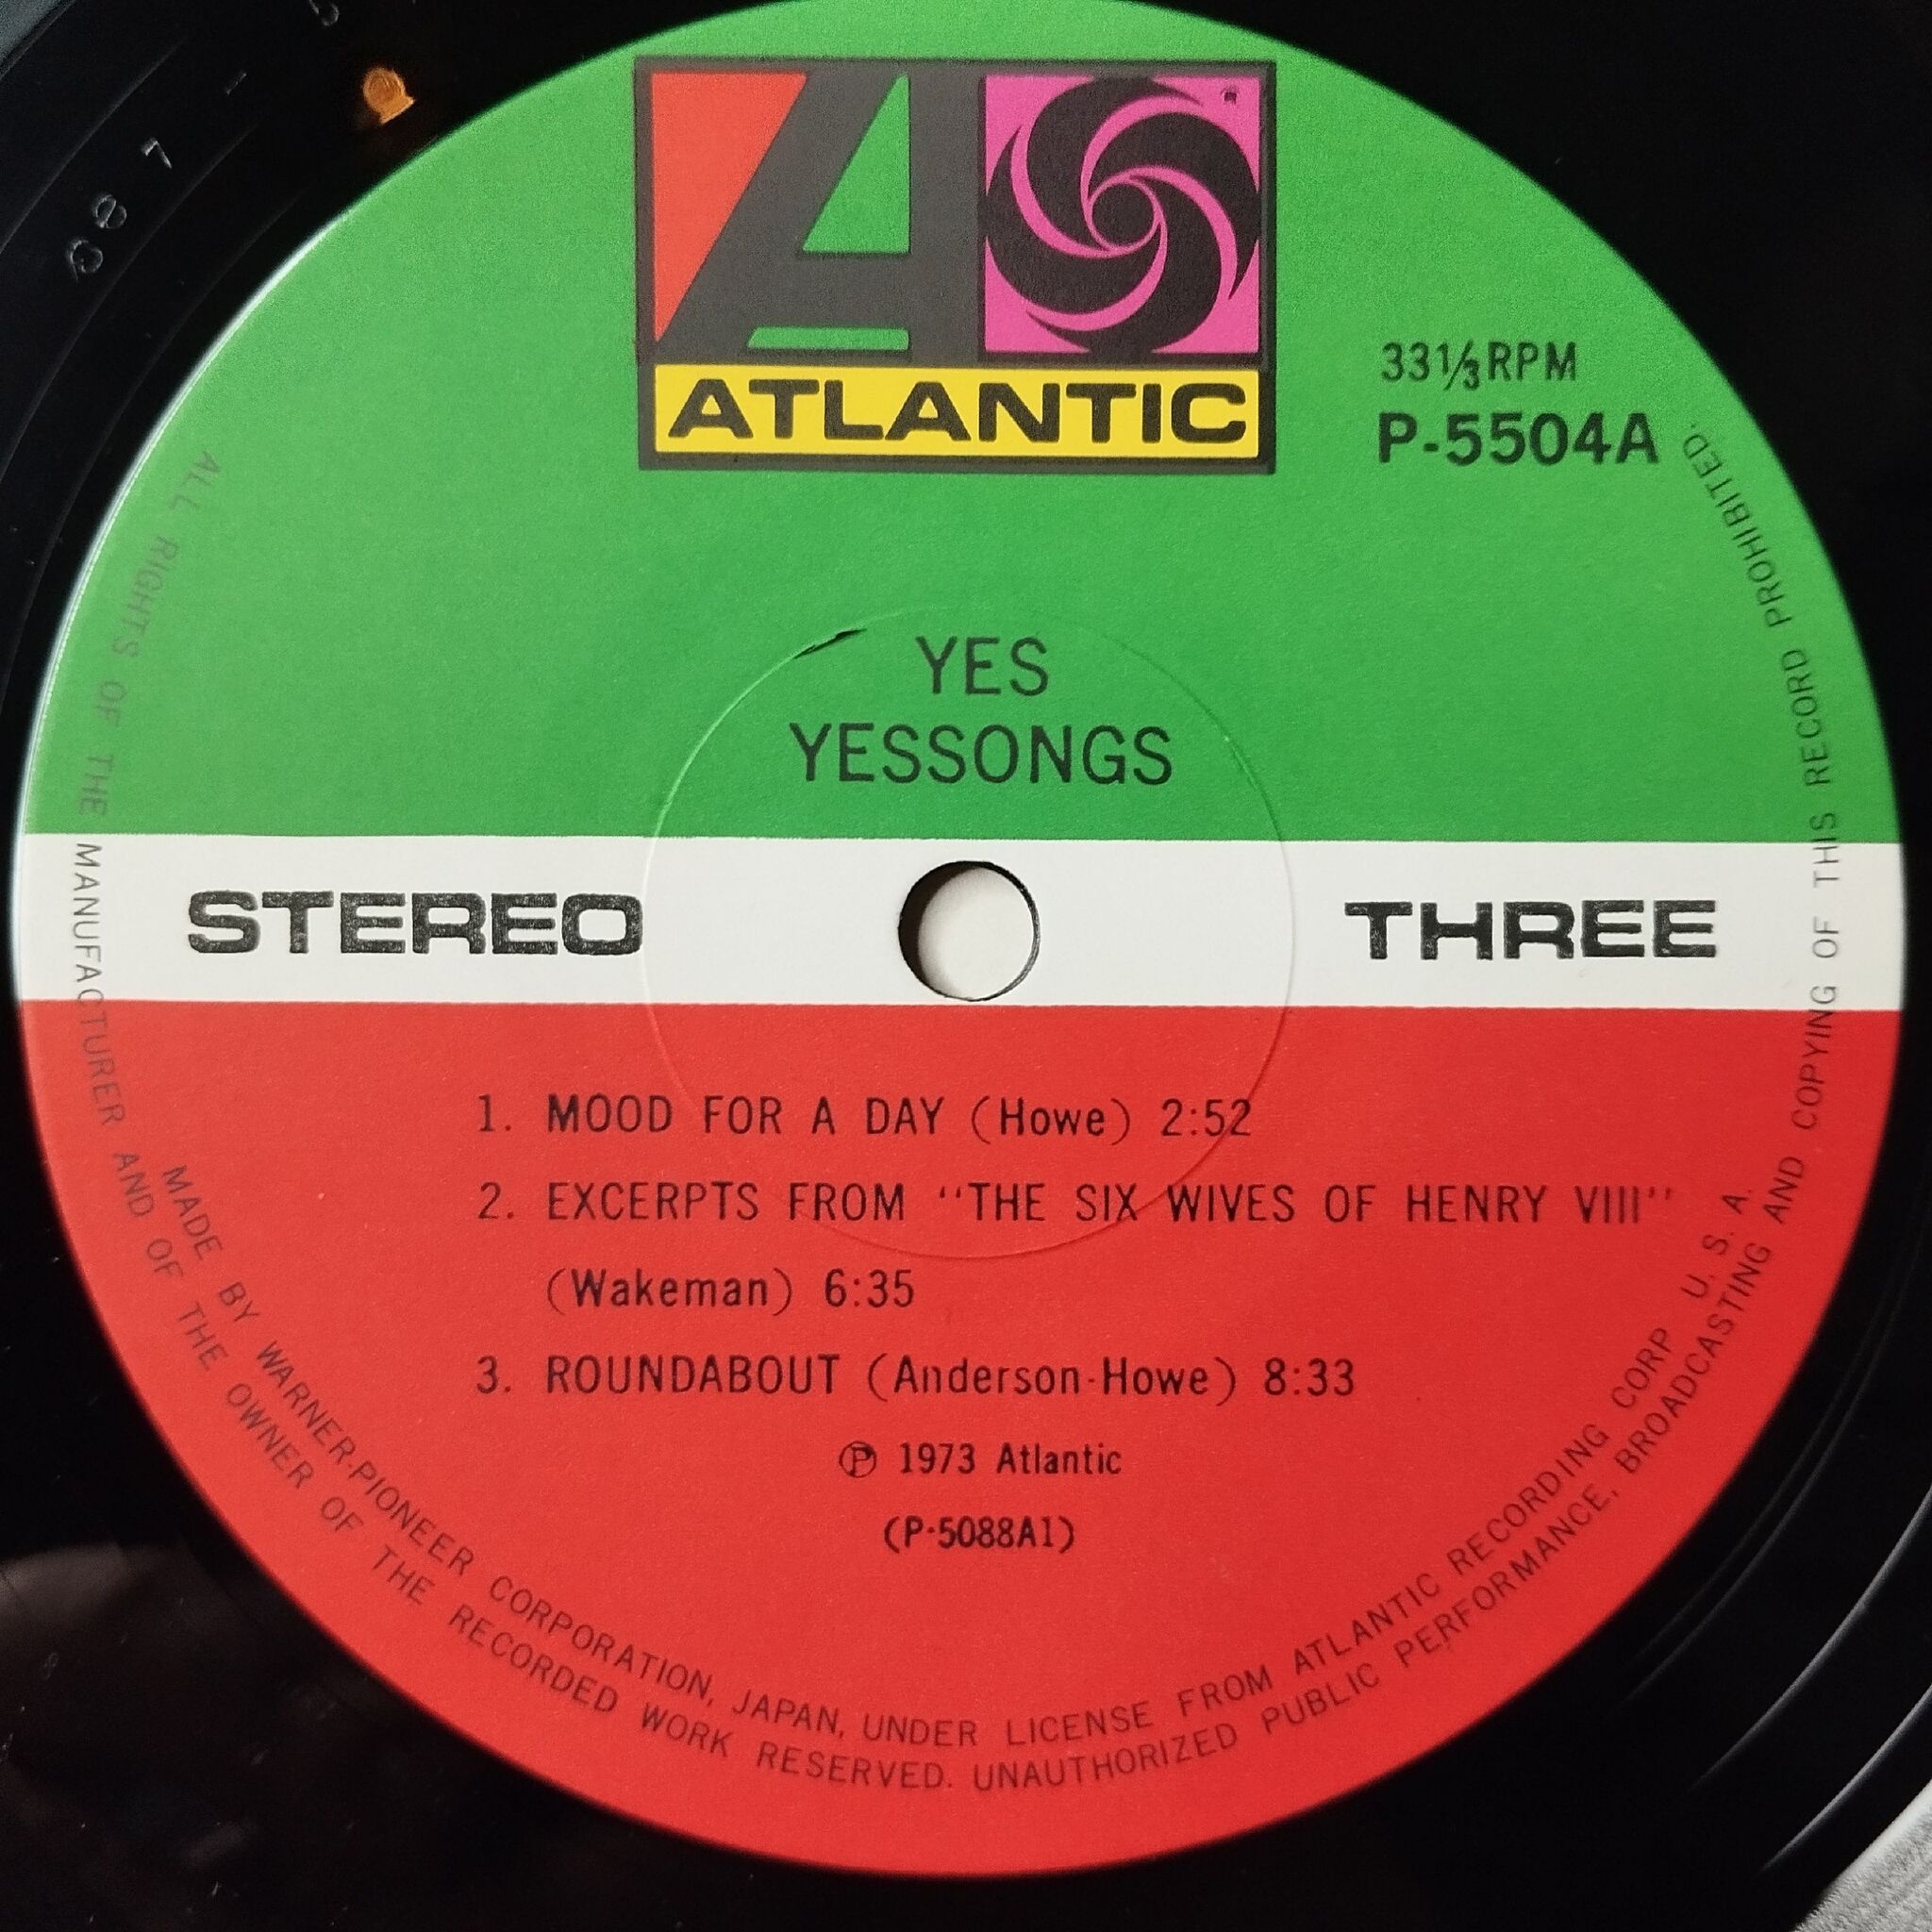 ATLANTIC
33⅓RPM
P-5504A
YES
YESSONGS
STEREO
THREE
1. MOOD FOR A DAY (Howe) 2:52
2. EXCERPTS FROM "THE SIX WIVES OF HENRY VIII"
(Wakeman) 6:35
3. ROUNDABOUT (Anderson-Howe) 8:33
℗ 1973 Atlantic
(P-5088A1)
MADE BY WARNER-PIONEER CORPORATION, JAPAN, UNDER LICENSE FROM ATLANTIC RECORDING CORP U. S. A.
ALL RIGHTS OF THE MANUFACTURER AND OF THE OWNER OF THE RECORDED WORK RESERVED. UNAUTHORIZED PUBLIC PERFORMANCE, BROADCASTING AND COPYING OF THIS RECORD PROHIBITED.